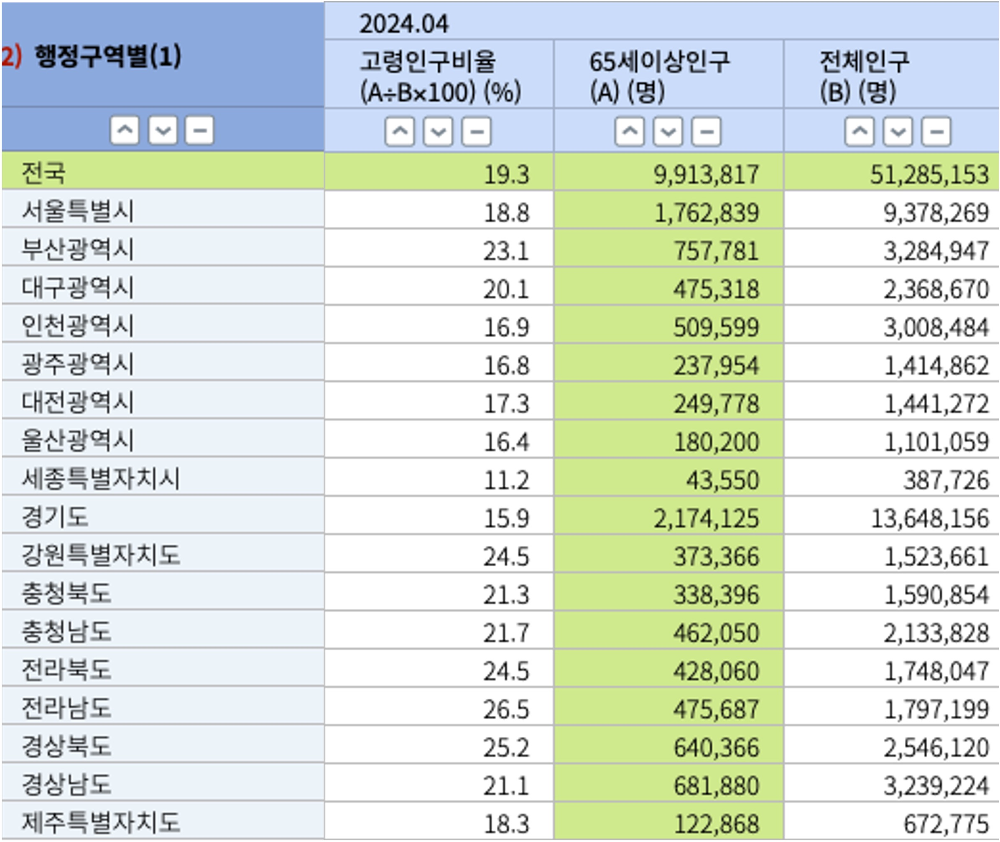 2024.04
2) 행정구역별(1)
고령인구비율 (A÷B×100) (%) 65세이상인구 (A) (명) 전체인구 (B) (명)
전국 19.3 9,913,817 51,285,153
서울특별시 18.8 1,762,839 9,378,269
부산광역시 23.1 757,781 3,284,947
대구광역시 20.1 475,318 2,368,670
인천광역시 16.9 509,599 3,008,484
광주광역시 16.8 237,954 1,414,862
대전광역시 17.3 249,778 1,441,272
울산광역시 16.4 180,200 1,101,059
세종특별자치시 11.2 43,550 387,726
경기도 15.9 2,174,125 13,648,156
강원특별자치도 24.5 373,366 1,523,661
충청북도 21.3 338,396 1,590,854
충청남도 21.7 462,050 2,133,828
전라북도 24.5 428,060 1,748,047
전라남도 26.5 475,687 1,797,199
경상북도 25.2 640,366 2,546,120
경상남도 21.1 681,880 3,239,224
제주특별자치도 18.3 122,868 672,775